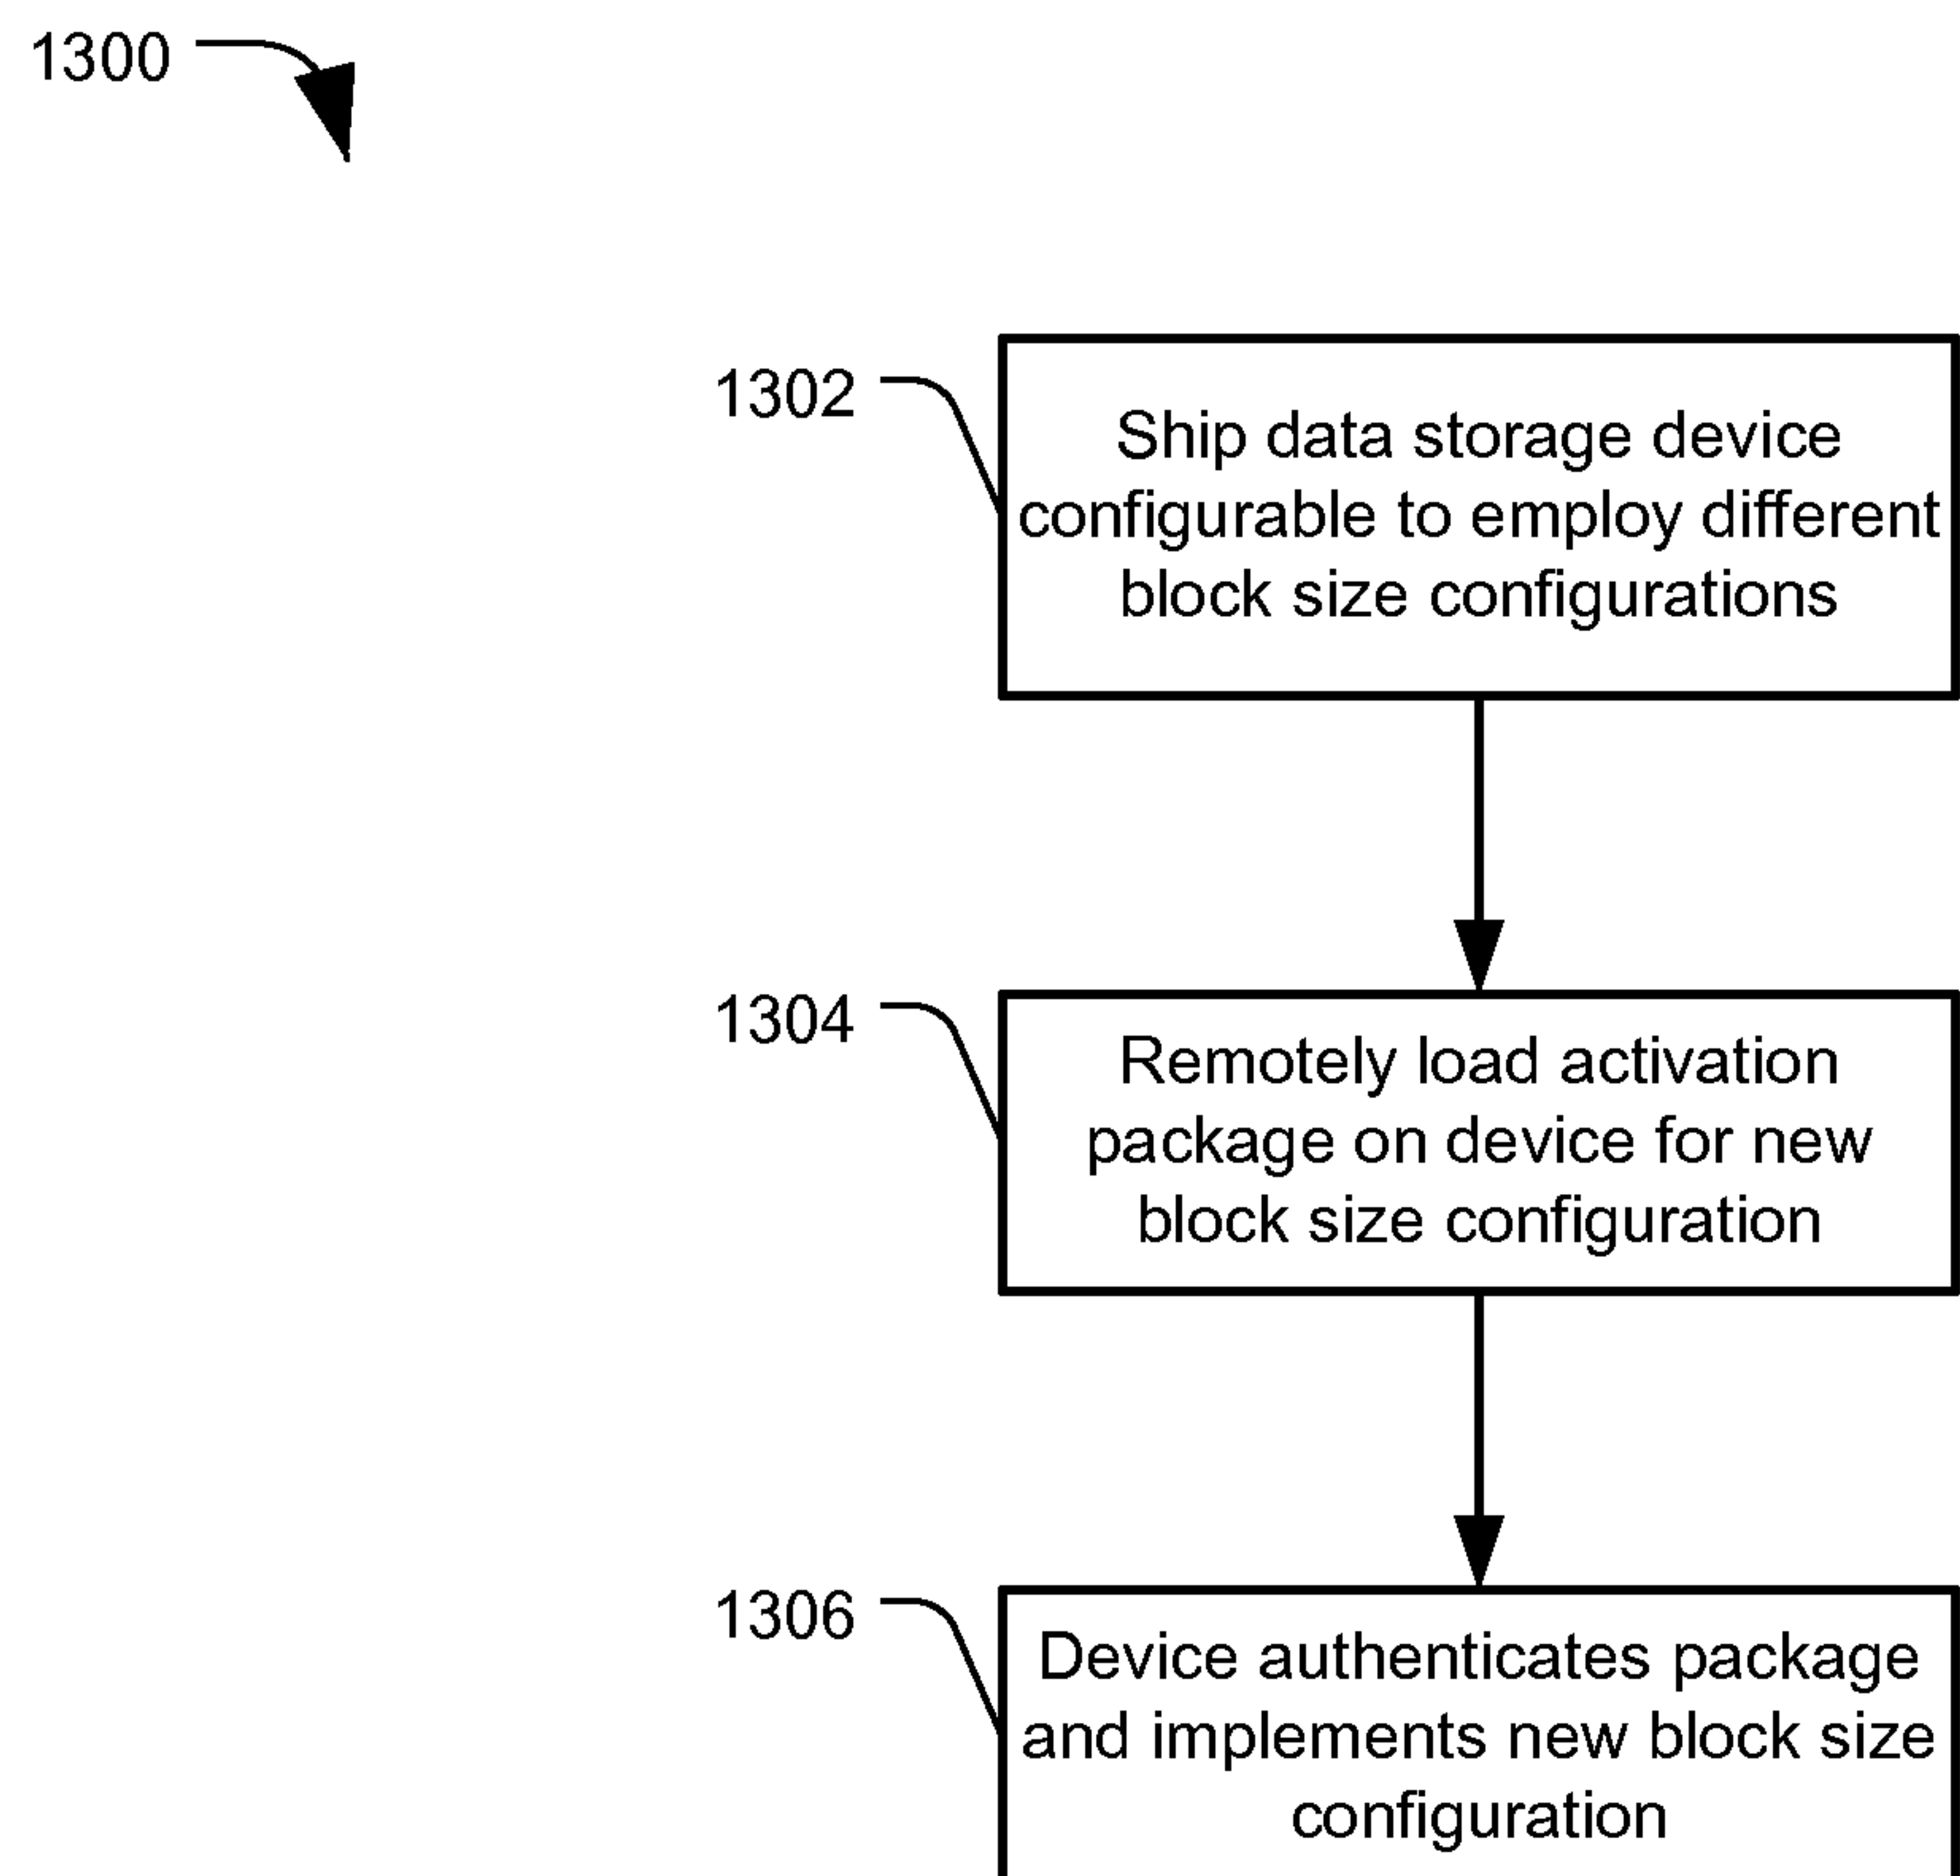 1300
1302
Ship data storage device
configurable to employ different
block size configurations
1304
Remotely load activation
package on device for new
block size configuration
1306
Device authenticates package
and implements new block size
configuration